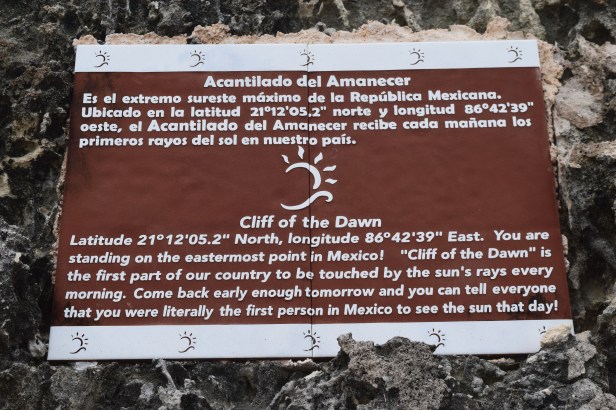 Acantilado del Amanecer
Es el extremo sureste máximo de la República Mexicana.
Ubicado en la latitud 21°12'05.2" norte y longitud 86°42'39"
oeste, el Acantilado del Amanecer recibe cada mañana los
primeros rayos del sol en nuestro país.
Cliff of the Dawn
Latitude 21°12'05.2" North, longitude 86°42'39" East. You are
standing on the easternmost point in Mexico! "Cliff of the Dawn" is
the first part of our country to be touched by the sun's rays every
morning. Come back early enough tomorrow and you can tell everyone
that you were literally the first person in Mexico to see the sun that day!